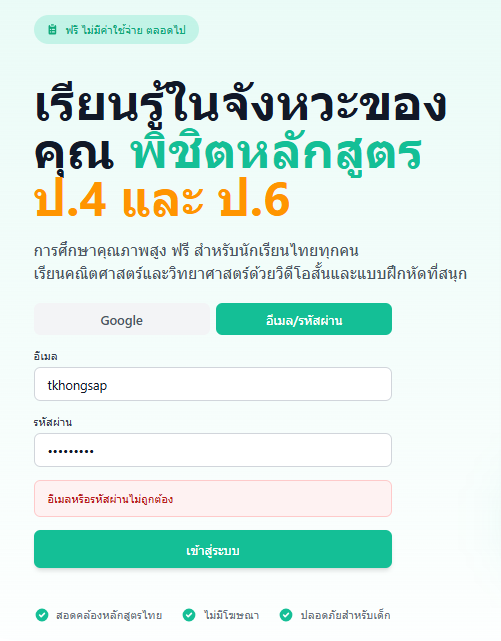 ฟรี ไม่มีค่าใช้จ่าย ตลอดไป
เรียนรู้ในจังหวะของ
คุณ พิชิตหลักสูตร
ป.4 และ ป.6
การศึกษาคุณภาพสูง ฟรี สำหรับนักเรียนไทยทุกคน
เรียนคณิตศาสตร์และวิทยาศาสตร์ด้วยวิดีโอสั้นและแบบฝึกหัดที่สนุก
Google อีเมล/รหัสผ่าน
อีเมล
tkhongsap
รหัสผ่าน
•••••••••
อีเมลหรือรหัสผ่านไม่ถูกต้อง
เข้าสู่ระบบ
สอดคล้องหลักสูตรไทย ไม่มีโฆษณา ปลอดภัยสำหรับเด็ก